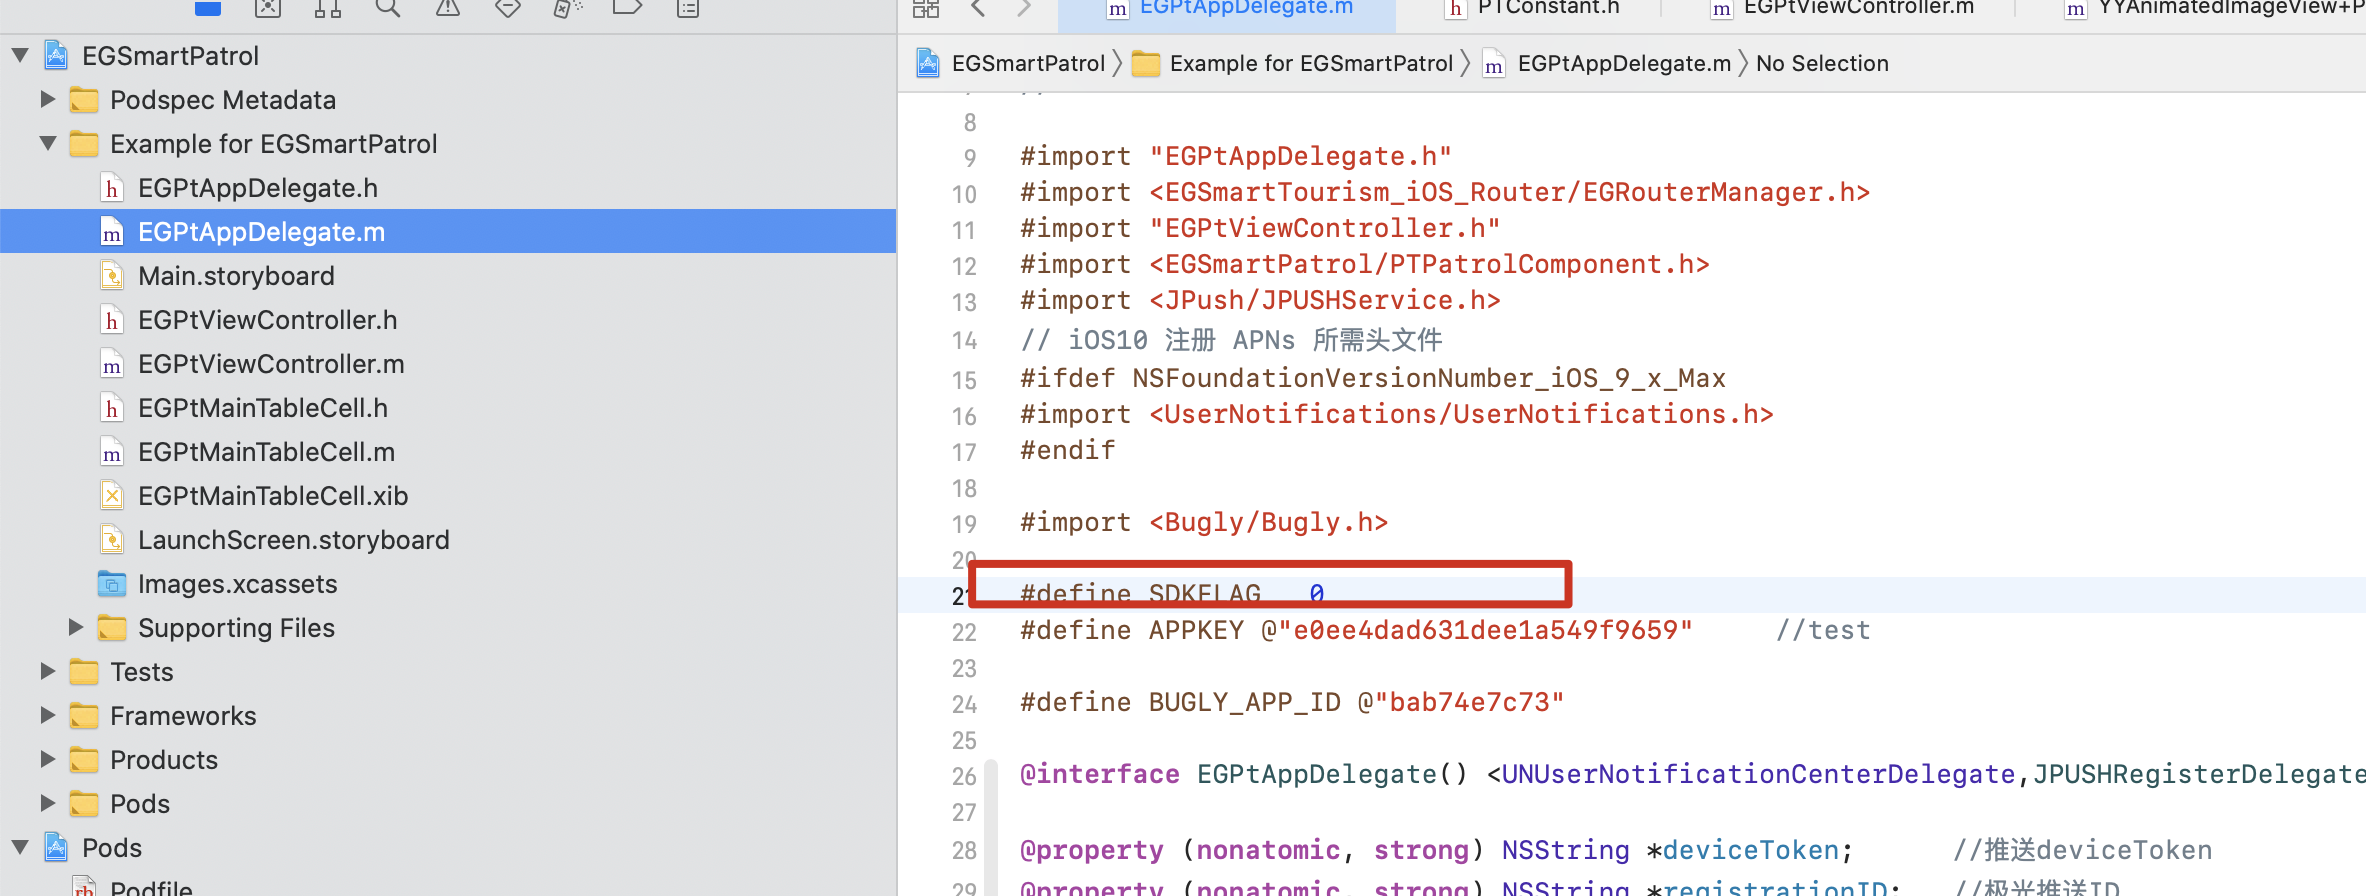 EGPtAppDelegate.m
PTConstant.h
EGPtViewController.m
YYAnimatedImageView+P
EGSmartPatrol
Podspec Metadata
Example for EGSmartPatrol
EGPtAppDelegate.h
EGPtAppDelegate.m
Main.storyboard
EGPtViewController.h
EGPtViewController.m
EGPtMainTableCell.h
EGPtMainTableCell.m
EGPtMainTableCell.xib
LaunchScreen.storyboard
Images.xcassets
Supporting Files
Tests
Frameworks
Products
Pods
Pods
Podfile
EGSmartPatrol 〉 Example for EGSmartPatrol 〉 m EGPtAppDelegate.m 〉 No Selection
8
9 #import "EGPtAppDelegate.h"
10 #import <EGSmartTourism_iOS_Router/EGRouterManager.h>
11 #import "EGPtViewController.h"
12 #import <EGSmartPatrol/PTPatrolComponent.h>
13 #import <JPush/JPUSHService.h>
14 // iOS10 注册 APNs 所需头文件
15 #ifdef NSFoundationVersionNumber_iOS_9_x_Max
16 #import <UserNotifications/UserNotifications.h>
17 #endif
18
19 #import <Bugly/Bugly.h>
20
21 #define SDKFLAG 0
22 #define APPKEY @"e0ee4dad631dee1a549f9659" //test
23
24 #define BUGLY_APP_ID @"bab74e7c73"
25
26 @interface EGPtAppDelegate() <UNUserNotificationCenterDelegate,JPUSHRegisterDelegate
27
28 @property (nonatomic, strong) NSString *deviceToken; //推送deviceToken
29 @property (nonatomic, strong) NSString *registrationID; //极光推送ID